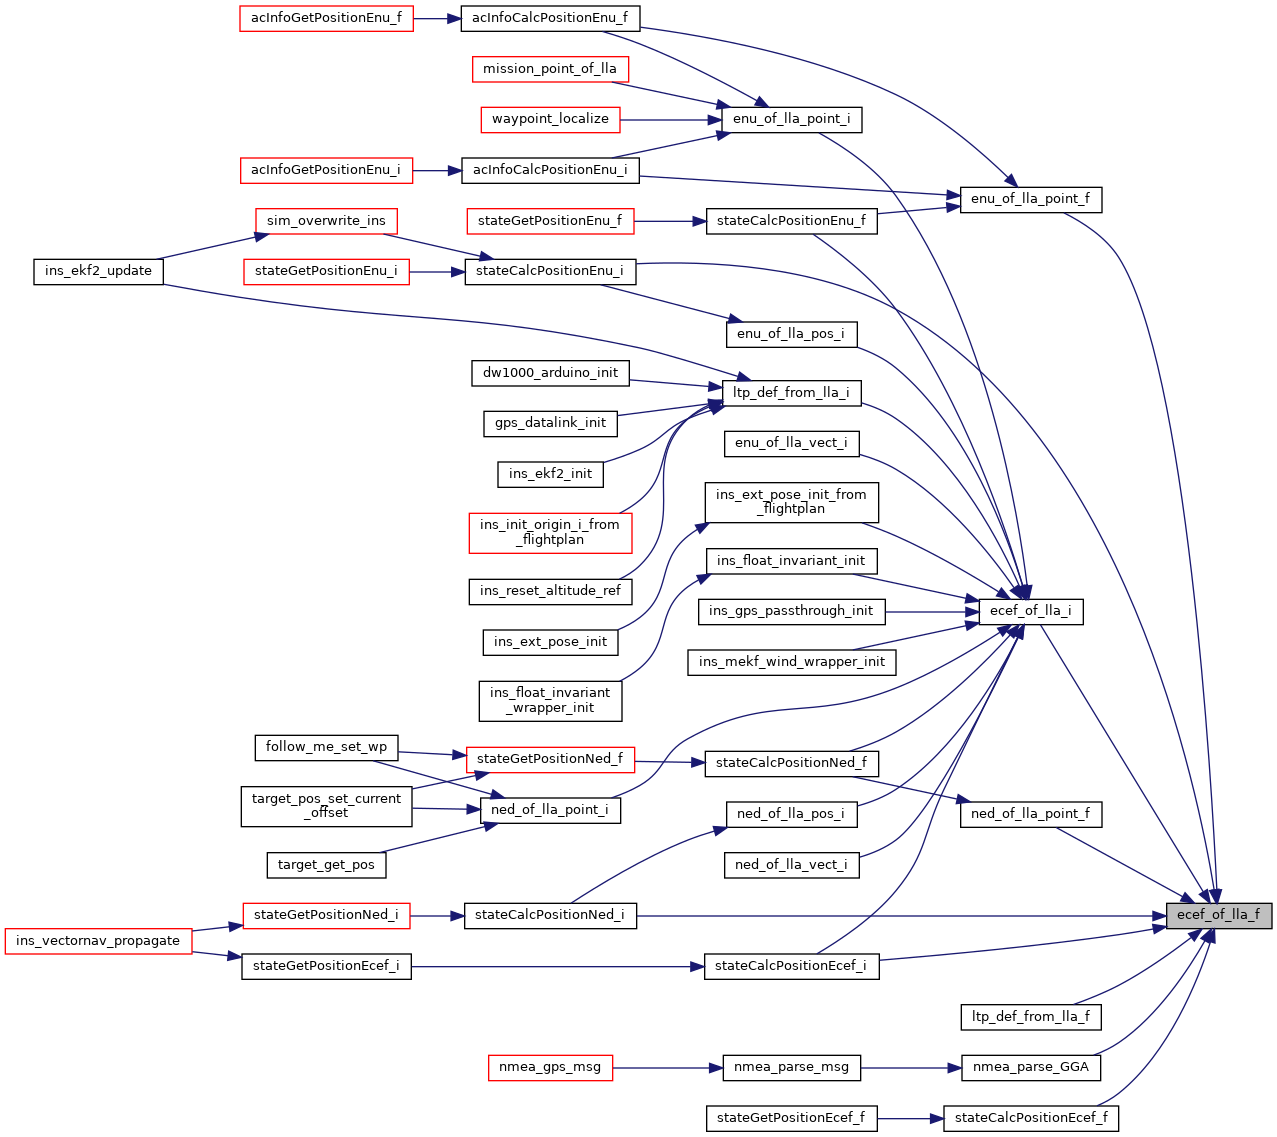 acInfoGetPositionEnu_f
acInfoCalcPositionEnu_f
mission_point_of_lla
waypoint_localize
enu_of_lla_point_i
acInfoGetPositionEnu_i
acInfoCalcPositionEnu_i
enu_of_lla_point_f
sim_overwrite_ins
stateGetPositionEnu_f
stateCalcPositionEnu_f
ins_ekf2_update
stateGetPositionEnu_i
stateCalcPositionEnu_i
enu_of_lla_pos_i
dw1000_arduino_init
ltp_def_from_lla_i
gps_datalink_init
enu_of_lla_vect_i
ins_ekf2_init
ins_ext_pose_init_from
_flightplan
ins_init_origin_i_from
_flightplan
ins_float_invariant_init
ins_reset_altitude_ref
ins_gps_passthrough_init
ecef_of_lla_i
ins_ext_pose_init
ins_mekf_wind_wrapper_init
ins_float_invariant
_wrapper_init
follow_me_set_wp
stateGetPositionNed_f
stateCalcPositionNed_f
target_pos_set_current
_offset
ned_of_lla_point_i
ned_of_lla_pos_i
ned_of_lla_point_f
target_get_pos
ned_of_lla_vect_i
stateGetPositionNed_i
stateCalcPositionNed_i
ecef_of_lla_f
ins_vectornav_propagate
stateGetPositionEcef_i
stateCalcPositionEcef_i
ltp_def_from_lla_f
nmea_gps_msg
nmea_parse_msg
nmea_parse_GGA
stateGetPositionEcef_f
stateCalcPositionEcef_f